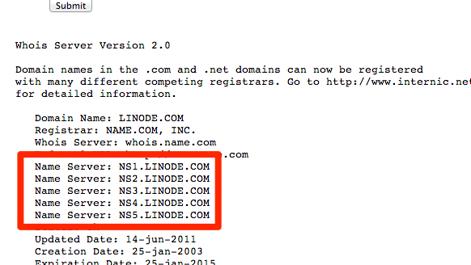 Submit
Whois Server Version 2.0
Domain names in the .com and .net domains can now be registered
with many different competing registrars. Go to http://www.internic.net
for detailed information.
Domain Name: LINODE.COM
Registrar: NAME.COM, INC.
Whois Server: whois.name.com
.com
Name Server: NS1.LINODE.COM
Name Server: NS2.LINODE.COM
Name Server: NS3.LINODE.COM
Name Server: NS4.LINODE.COM
Name Server: NS5.LINODE.COM
Updated Date: 14-jun-2011
Creation Date: 25-jan-2003
Expiration Date: 25-jan-2015